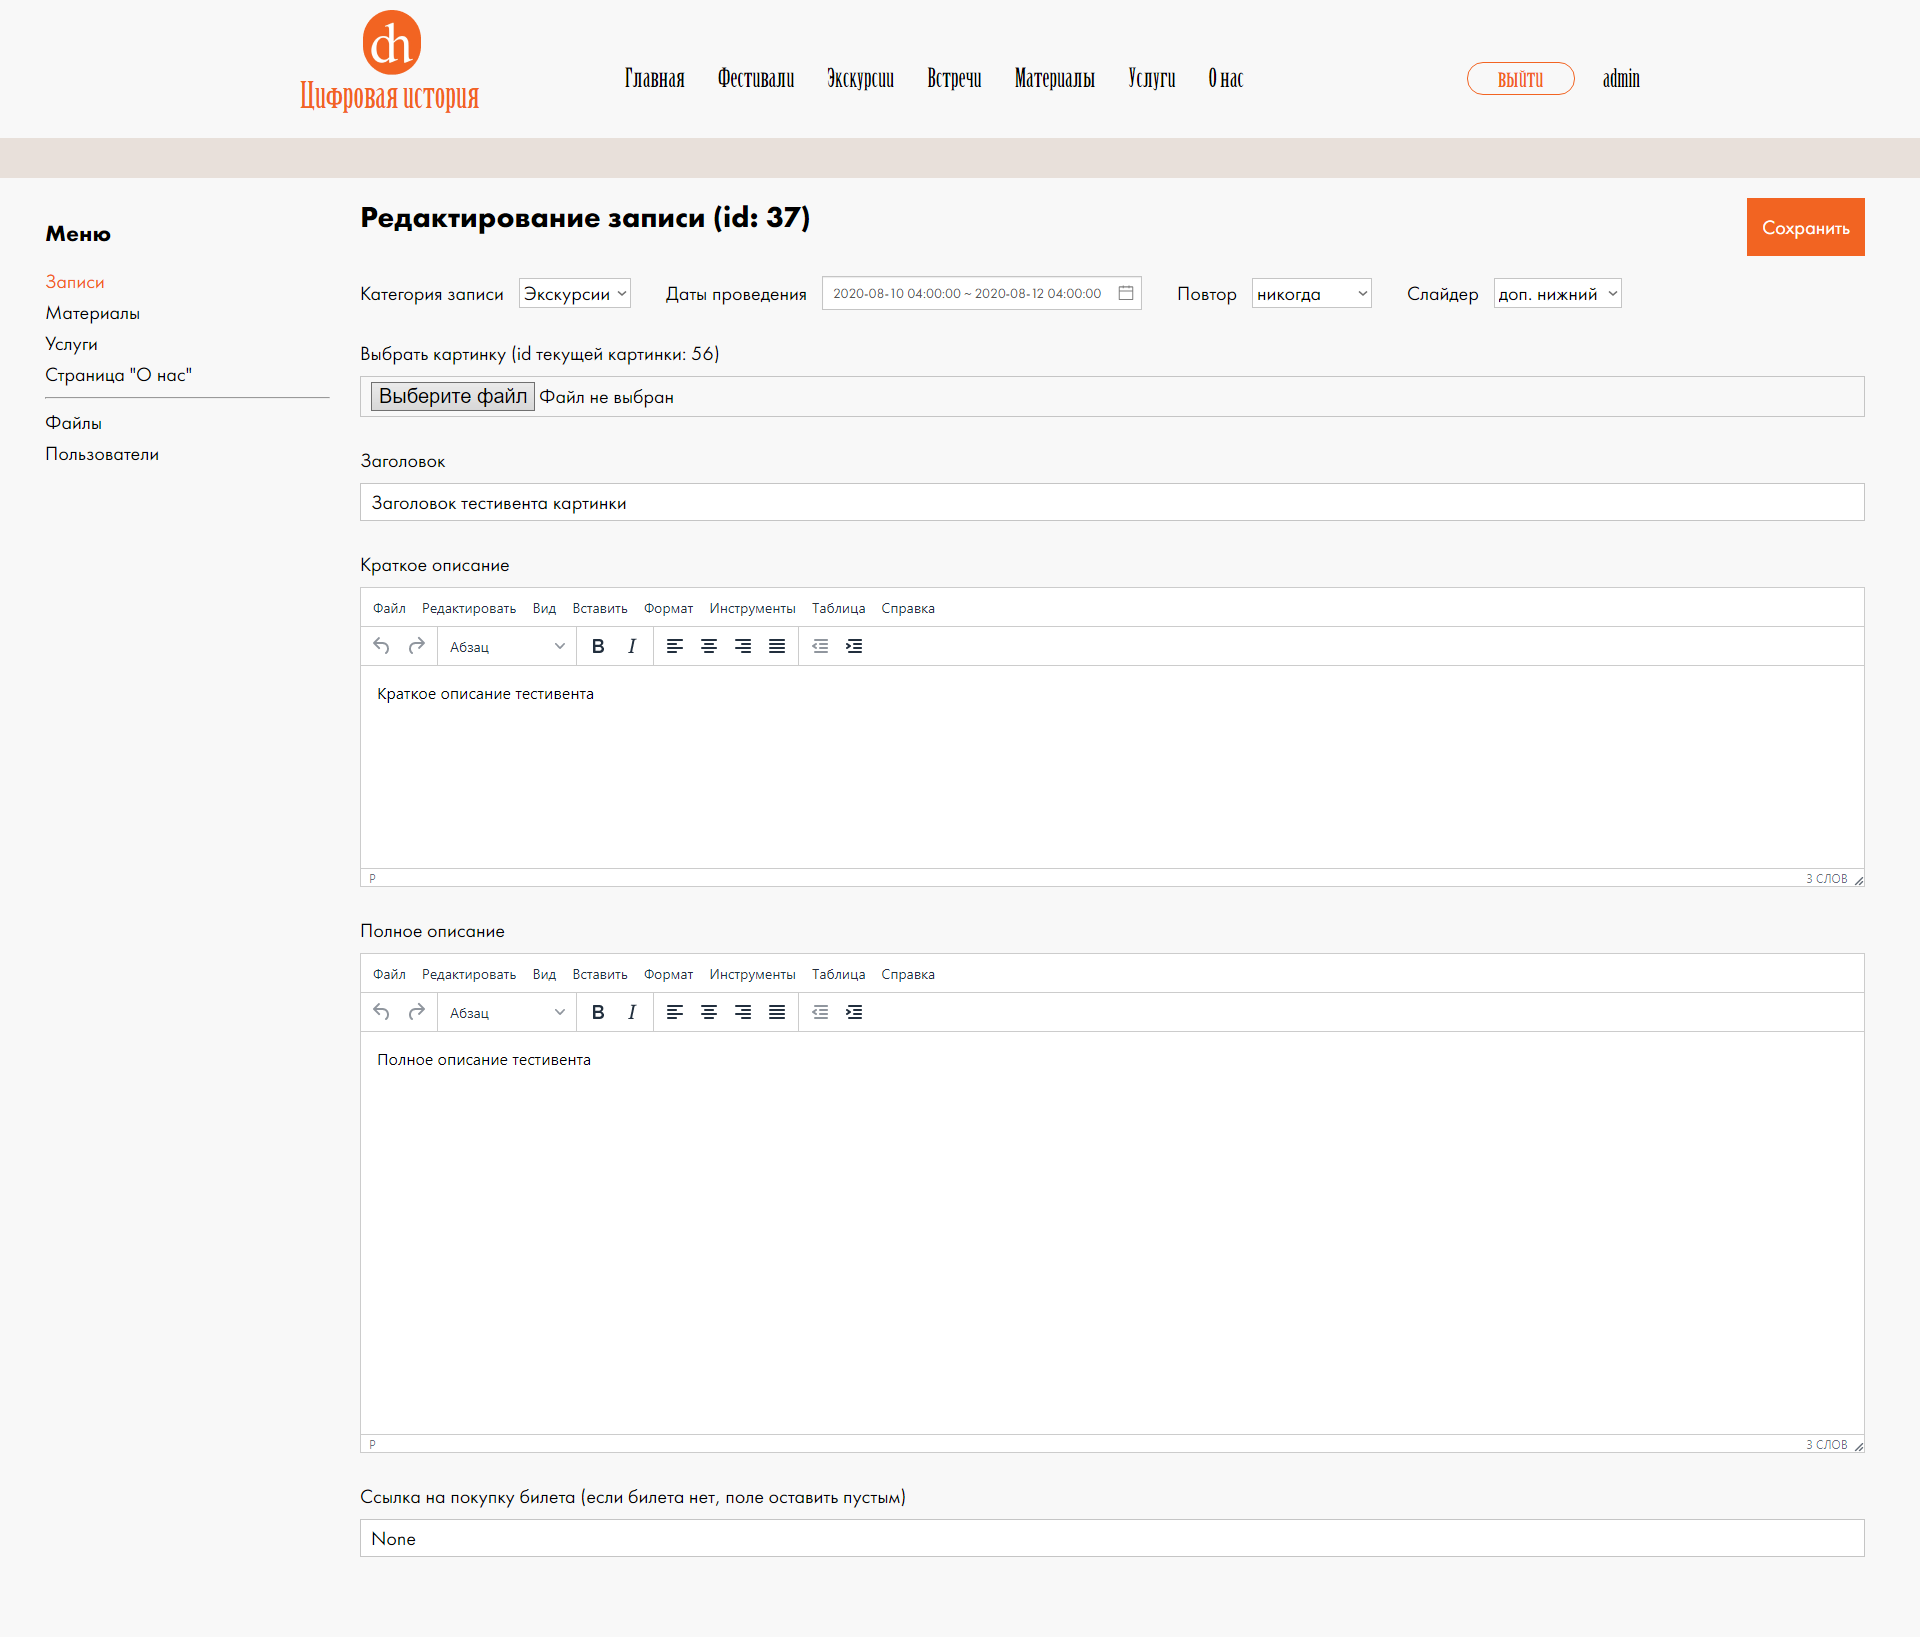 dh
Цифровая история
Главная Фестивали Экскурсии Встречи Материалы Услуги О нас
выйти admin
Меню
Записи
Материалы
Услуги
Страница "О нас"
Файлы
Пользователи
Редактирование записи (id: 37)
Сохранить
Категория записи Экскурсии Даты проведения 2020-08-10 04:00:00 ~ 2020-08-12 04:00:00 Повтор никогда Слайдер доп. нижний
Выбрать картинку (id текущей картинки: 56)
Выберите файл Файл не выбран
Заголовок
Заголовок тестивента картинки
Краткое описание
Файл Редактировать Вид Вставить Формат Инструменты Таблица Справка
Абзац B I
Краткое описание тестивента
P 3 СЛОВ
Полное описание
Файл Редактировать Вид Вставить Формат Инструменты Таблица Справка
Абзац B I
Полное описание тестивента
P 3 СЛОВ
Ссылка на покупку билета (если билета нет, поле оставить пустым)
None